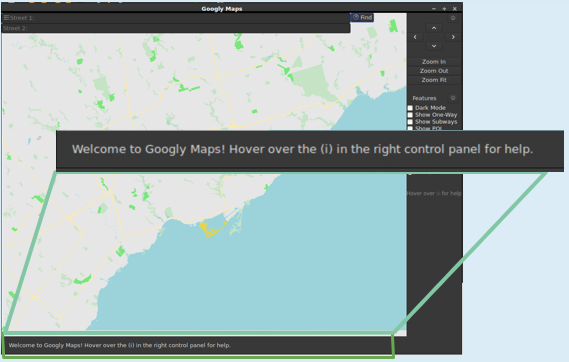 Googly Maps
Street 1:
Find
Street 2:
Zoom In
Zoom Out
Zoom Fit
Features
Dark Mode
Show One-Way
Show Subways
Show POI
Welcome to Googly Maps! Hover over the (i) in the right control panel for help.
Hover over for help
Welcome to Googly Maps! Hover over the (i) in the right control panel for help.